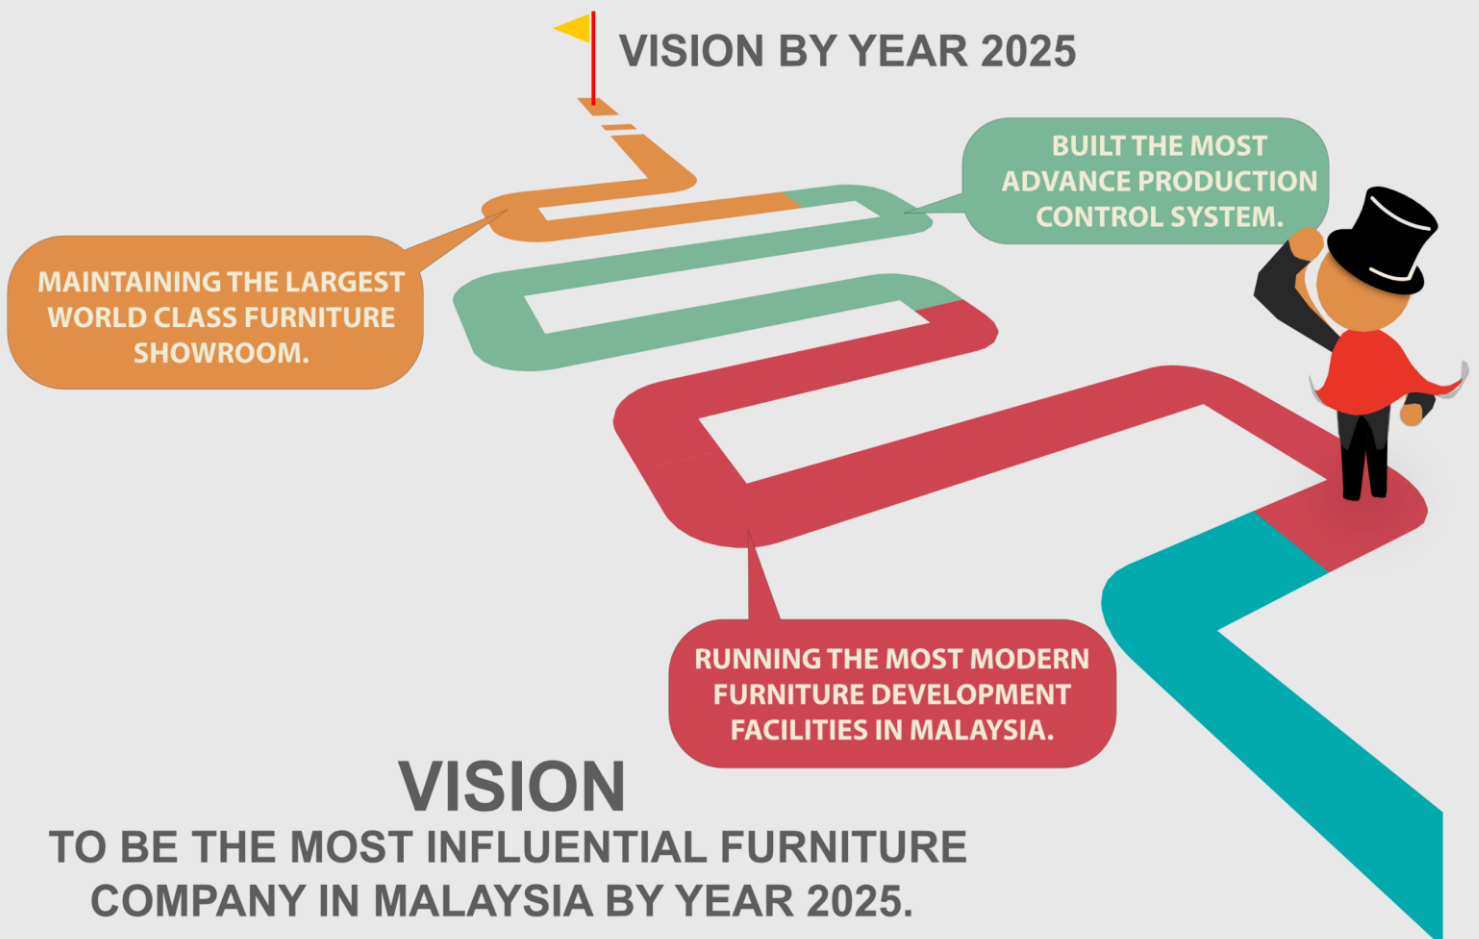 VISION BY YEAR 2025
BUILT THE MOST
ADVANCE PRODUCTION
CONTROL SYSTEM.
MAINTAINING THE LARGEST
WORLD CLASS FURNITURE
SHOWROOM.
RUNNING THE MOST MODERN
FURNITURE DEVELOPMENT
FACILITIES IN MALAYSIA.
VISION
TO BE THE MOST INFLUENTIAL FURNITURE
COMPANY IN MALAYSIA BY YEAR 2025.